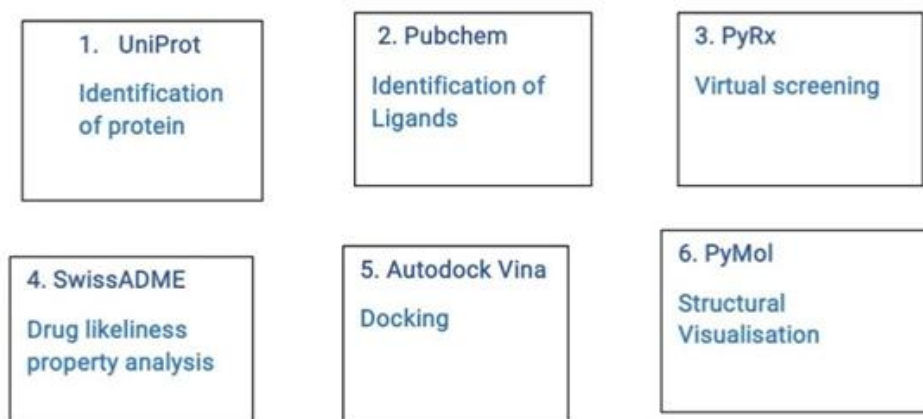 1. UniProt
Identification
of protein
2. Pubchem
Identification of
Ligands
3. PyRx
Virtual screening
4. SwissADME
Drug likeliness
property analysis
5. Autodock Vina
Docking
6. PyMol
Structural
Visualisation